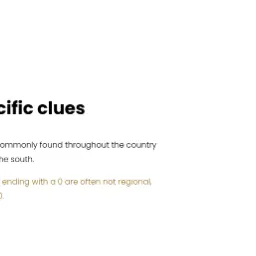 cific clues
ommonly found throughout the country
he south.
ending with a 0 are often not regional.